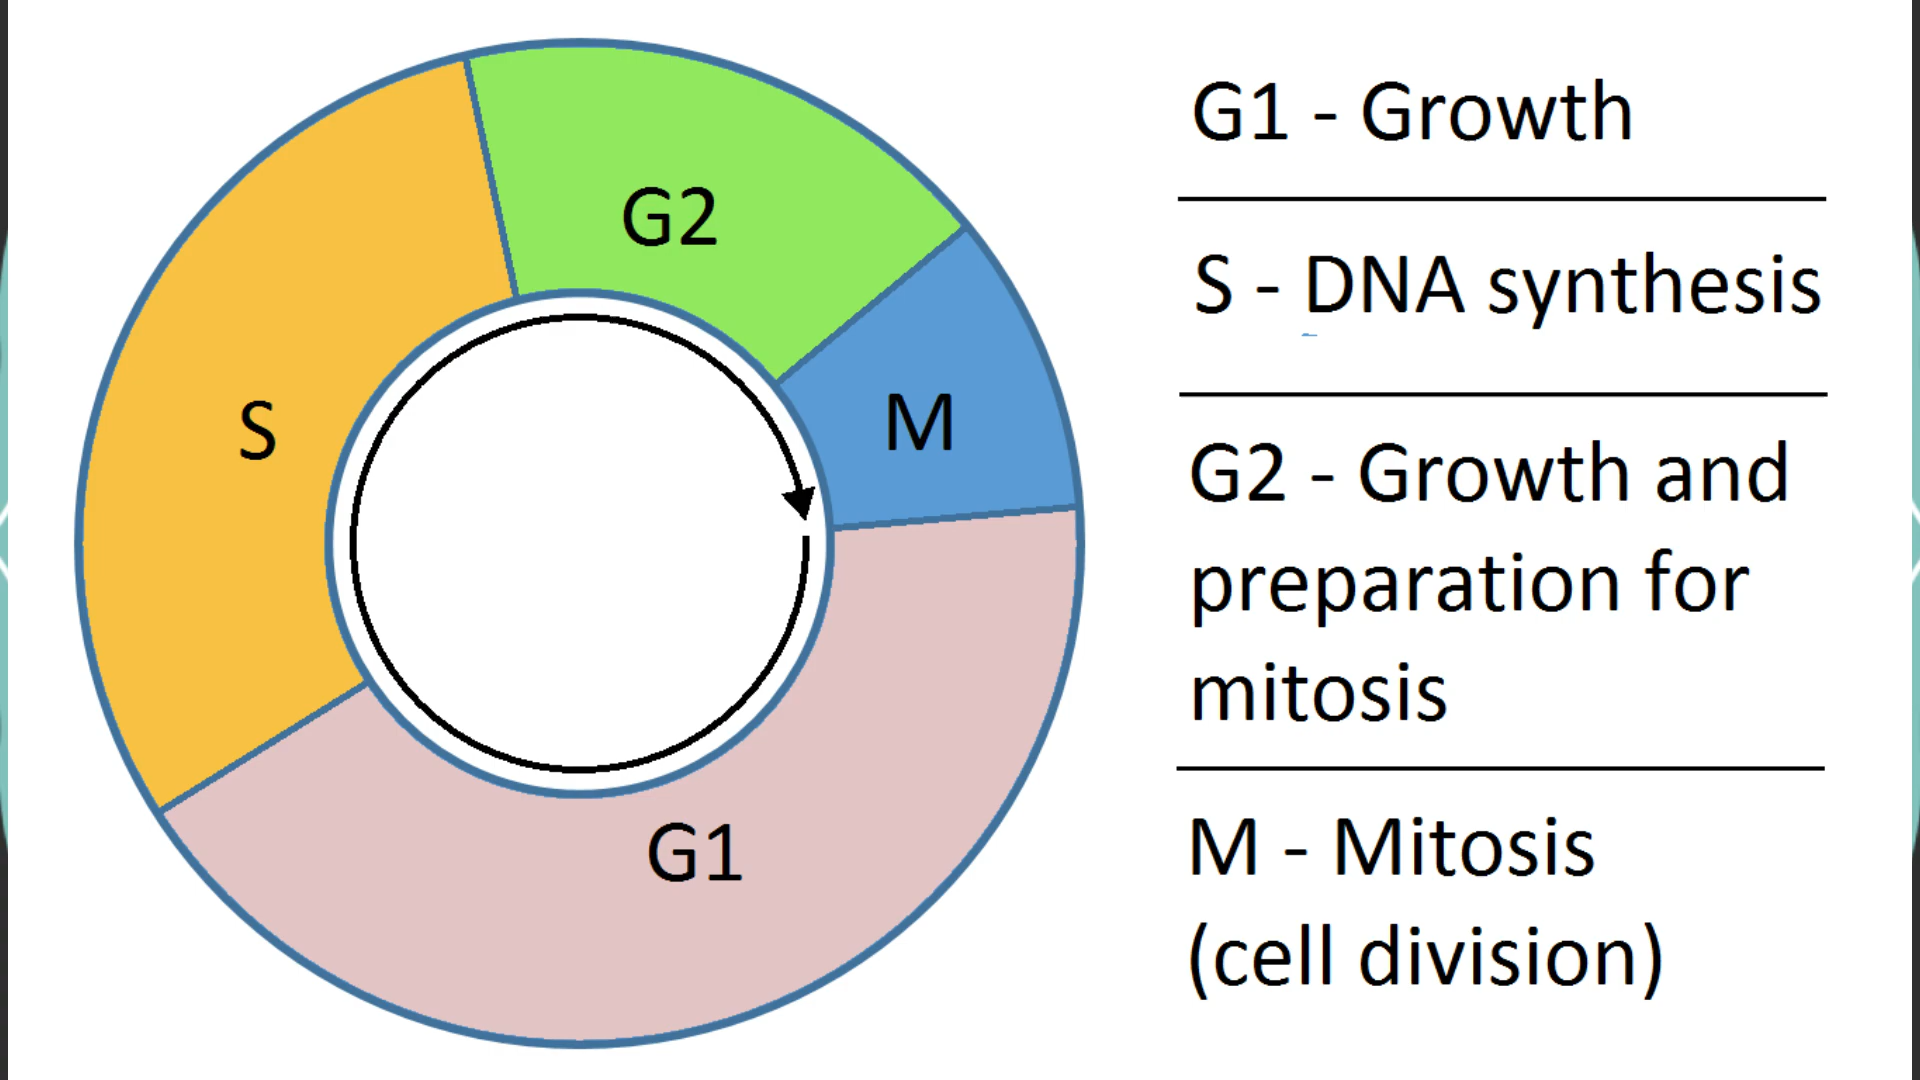 G2
S
M
G1
G1 - Growth
S - DNA synthesis
G2 - Growth and
preparation for
mitosis
M - Mitosis
(cell division)